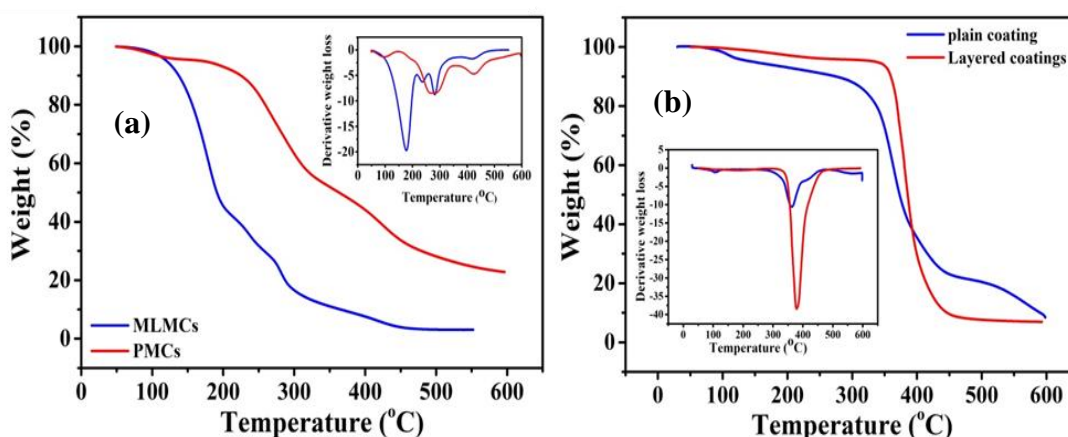 (a)
Weight (%)
100
80
60
40
20
0
0 100 200 300 400 500 600
Temperature (°C)
MLMCs
PMCs
Derivative weight loss
0
-5
-10
-15
-20
0 100 200 300 400 500 600
Temperature (°C)
(b)
Weight (%)
100
80
60
40
20
0
0 100 200 300 400 500 600
Temperature (°C)
plain coating
Layered coatings
Derivative weight loss
5
0
-5
-10
-15
-20
-25
-30
-35
-40
0 100 200 300 400 500 600
Temperature (°C)